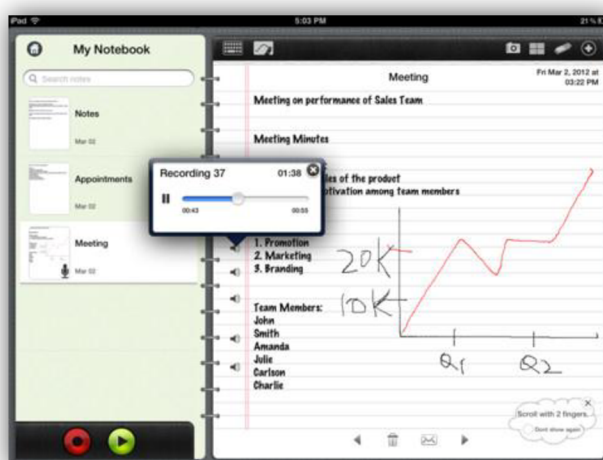 iPad
5:03 PM
21 %
My Notebook
Search notes
Notes
Mar 02
Appointments
Mar 02
Meeting
Mar 02
Recording 37
01:38
00:43
00:55
Meeting
Fri Mar 2, 2012 at
03:22 PM
Meeting on performance of Sales Team
Meeting Minutes
les of the product
otivation among team members
1. Promotion
2. Marketing
3. Branding
Team Members:
John
Smith
Amanda
Julie
Carlson
Charlie
20K
10K
Q1
Q2
Scroll with 2 fingers.
Dont show again